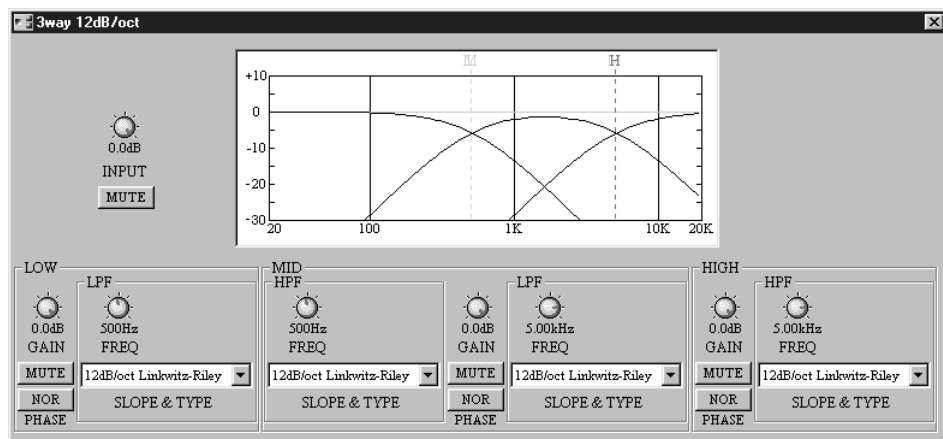 3way 12dB/oct
H
+10
0
-10
-20
-30
20 100 1K 10K 20K
0.0dB
INPUT
MUTE
LOW
LPF
0.0dB 500Hz
GAIN FREQ
MUTE 12dB/oct Linkwitz-Riley
NOR SLOPE & TYPE
PHASE
MID
HPF
500Hz
FREQ
12dB/oct Linkwitz-Riley
SLOPE & TYPE
LPF
0.0dB 5.00kHz
GAIN FREQ
MUTE 12dB/oct Linkwitz-Riley
NOR SLOPE & TYPE
PHASE
HIGH
HPF
0.0dB 5.00kHz
GAIN FREQ
MUTE 12dB/oct Linkwitz-Riley
NOR SLOPE & TYPE
PHASE